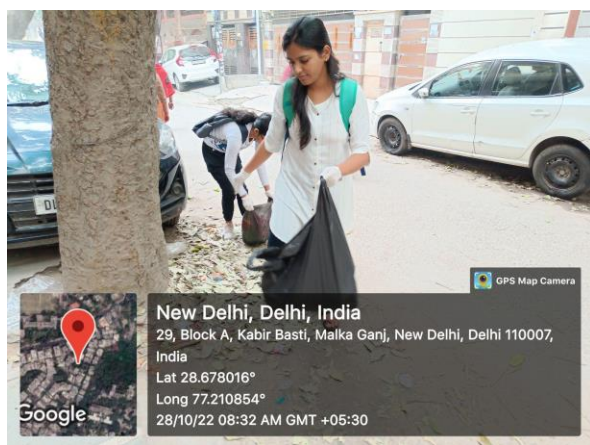 DL
GPS Map Camera
New Delhi, Delhi, India
29, Block A, Kabir Basti, Malka Ganj, New Delhi, Delhi 110007,
India
Lat 28.678016°
Long 77.210854°
28/10/22 08:32 AM GMT +05:30
Google